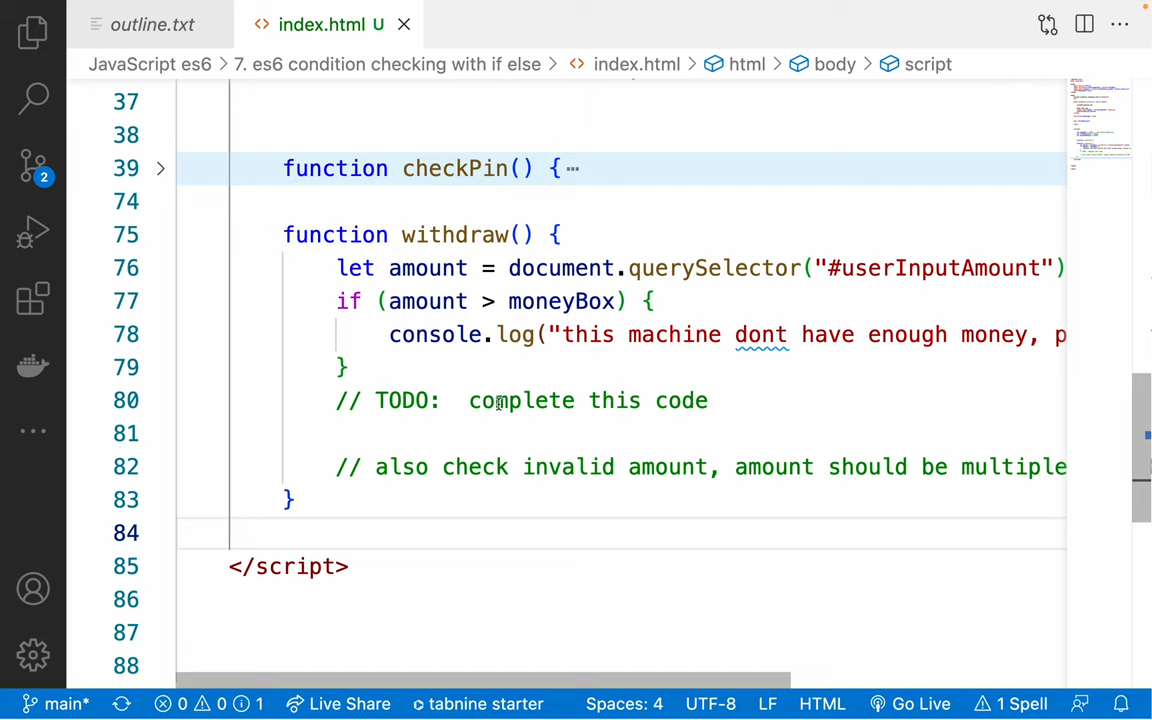 outline.txt
index.html U
JavaScript es6 > 7. es6 condition checking with if else > index.html > html > body > script
37
38
39 function checkPin() {
74
75 function withdraw() {
76 let amount = document.querySelector("#userInputAmount")
77 if (amount > moneyBox) {
78 console.log("this machine dont have enough money, p
79 }
80 // TODO: complete this code
81
82 // also check invalid amount, amount should be multiple
83 }
84
85 </script>
86
87
88
2
main* 0 0 1 Live Share tabnine starter Spaces: 4 UTF-8 LF HTML Go Live 1 Spell